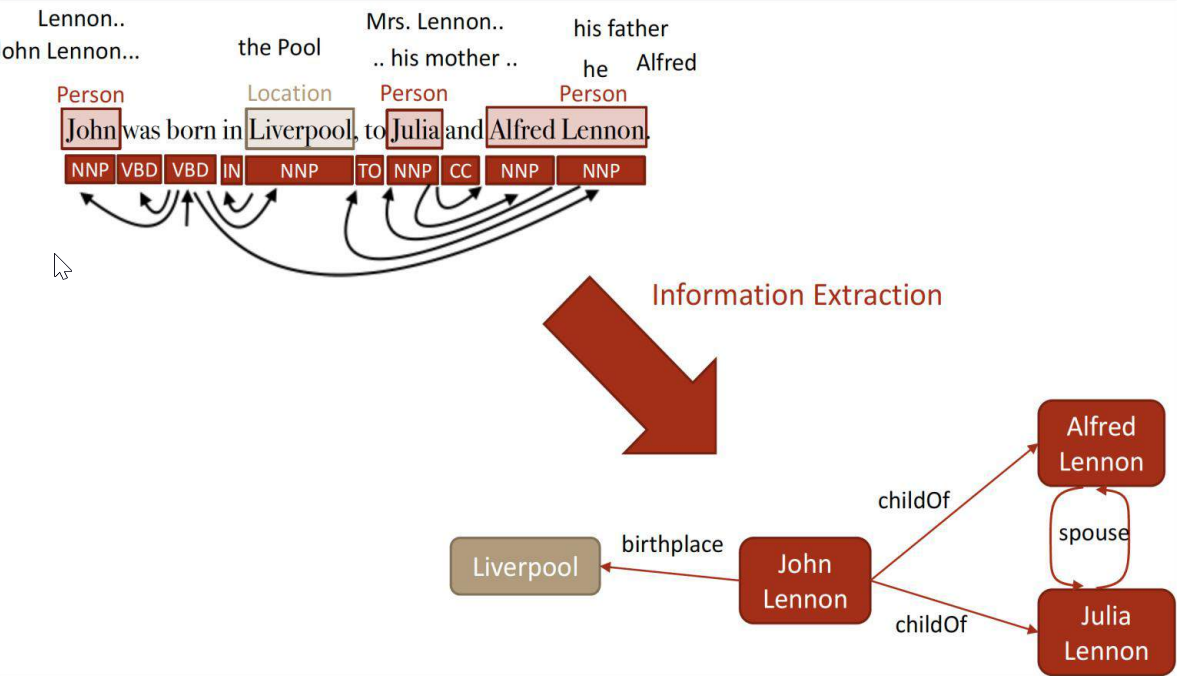 Lennon..
ohn Lennon...
the Pool
Mrs. Lennon..
.. his mother ..
his father
he
Alfred
Person
Location
Person
Person
John was born in Liverpool, to Julia and Alfred Lennon.
NNP VBD VBD IN NNP TO NNP CC NNP NNP
Information Extraction
Alfred
Lennon
childOf
spouse
birthplace
Liverpool
John
Lennon
childOf
Julia
Lennon